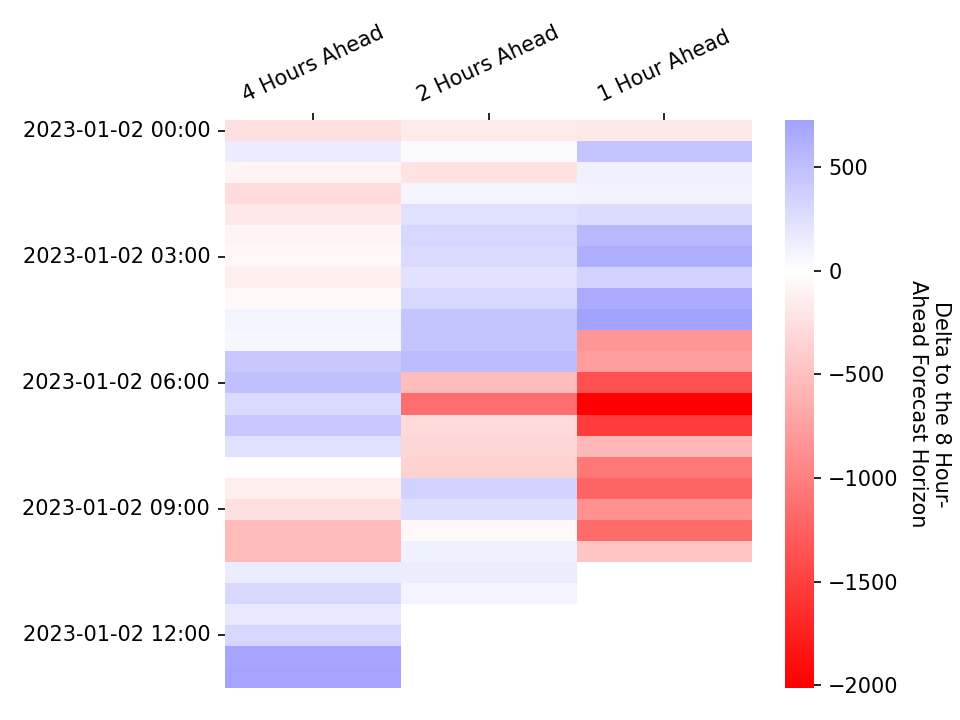 4 Hours Ahead
2 Hours Ahead
1 Hour Ahead
2023-01-02 00:00
2023-01-02 03:00
2023-01-02 06:00
2023-01-02 09:00
2023-01-02 12:00
500
0
−500
−1000
−1500
−2000
Delta to the 8 Hour-
Ahead Forecast Horizon